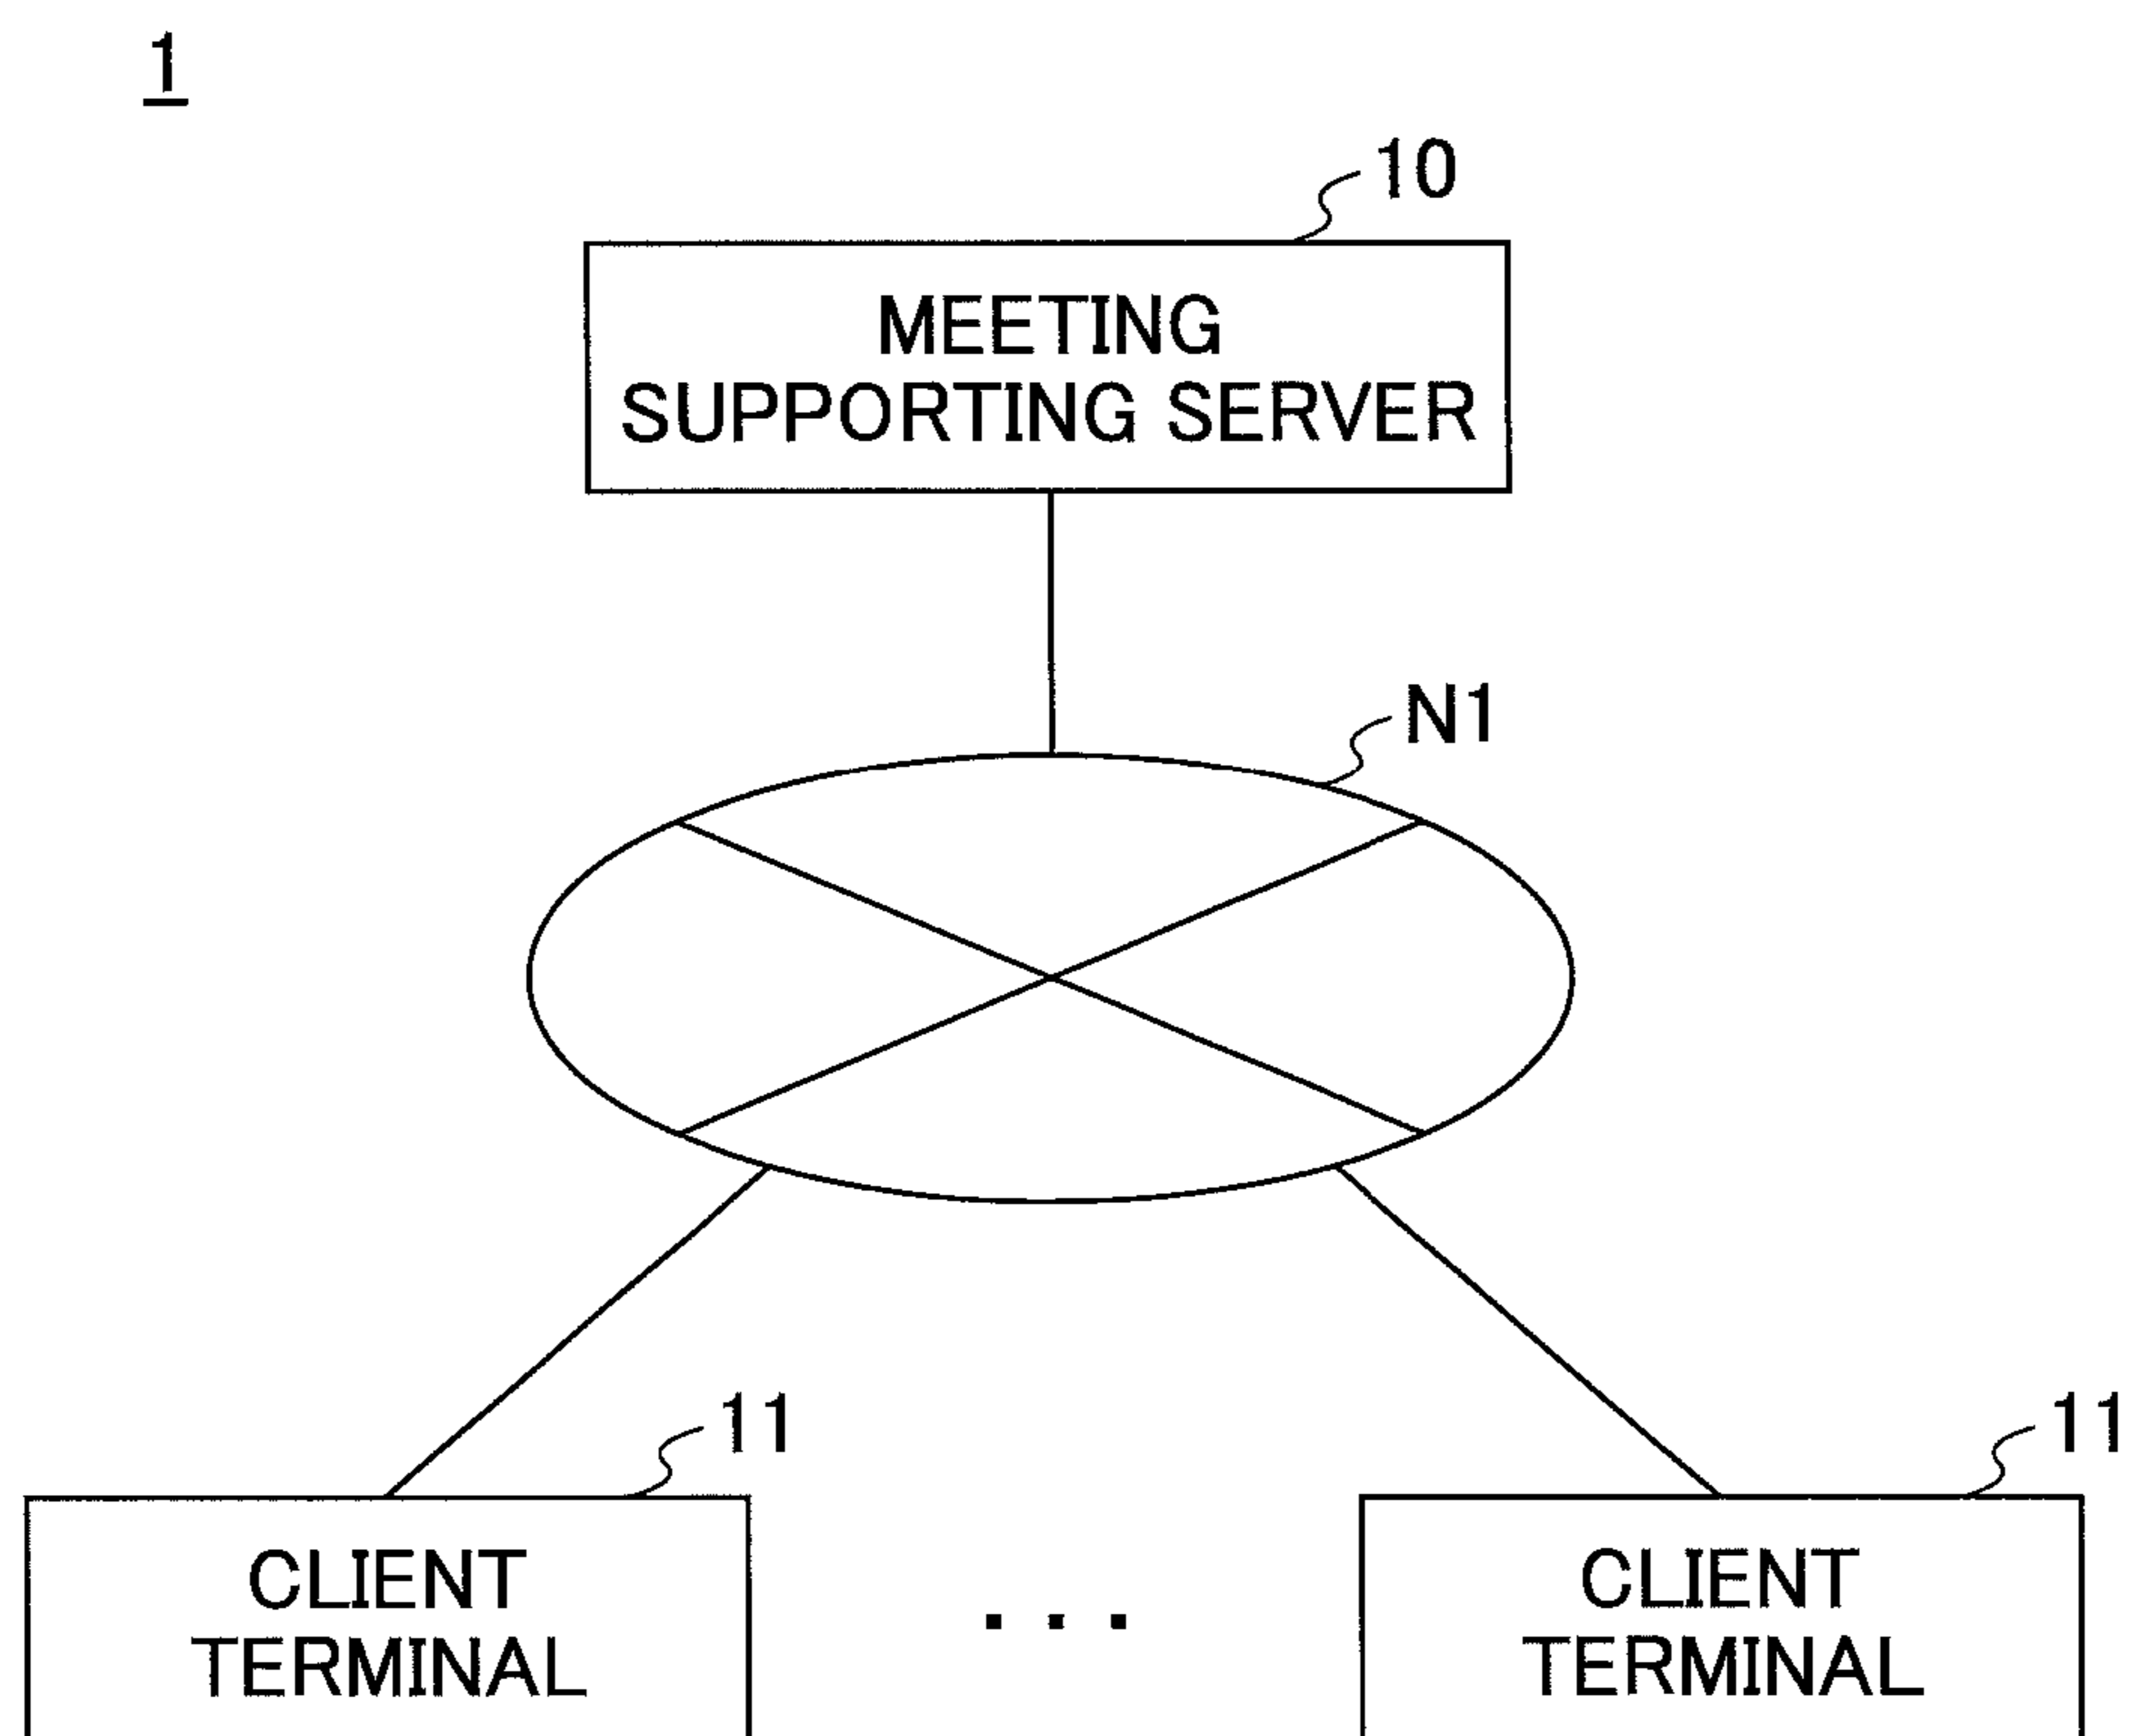 1
10
MEETING
SUPPORTING SERVER
N1
11
11
CLIENT
TERMINAL
. . .
CLIENT
TERMINAL